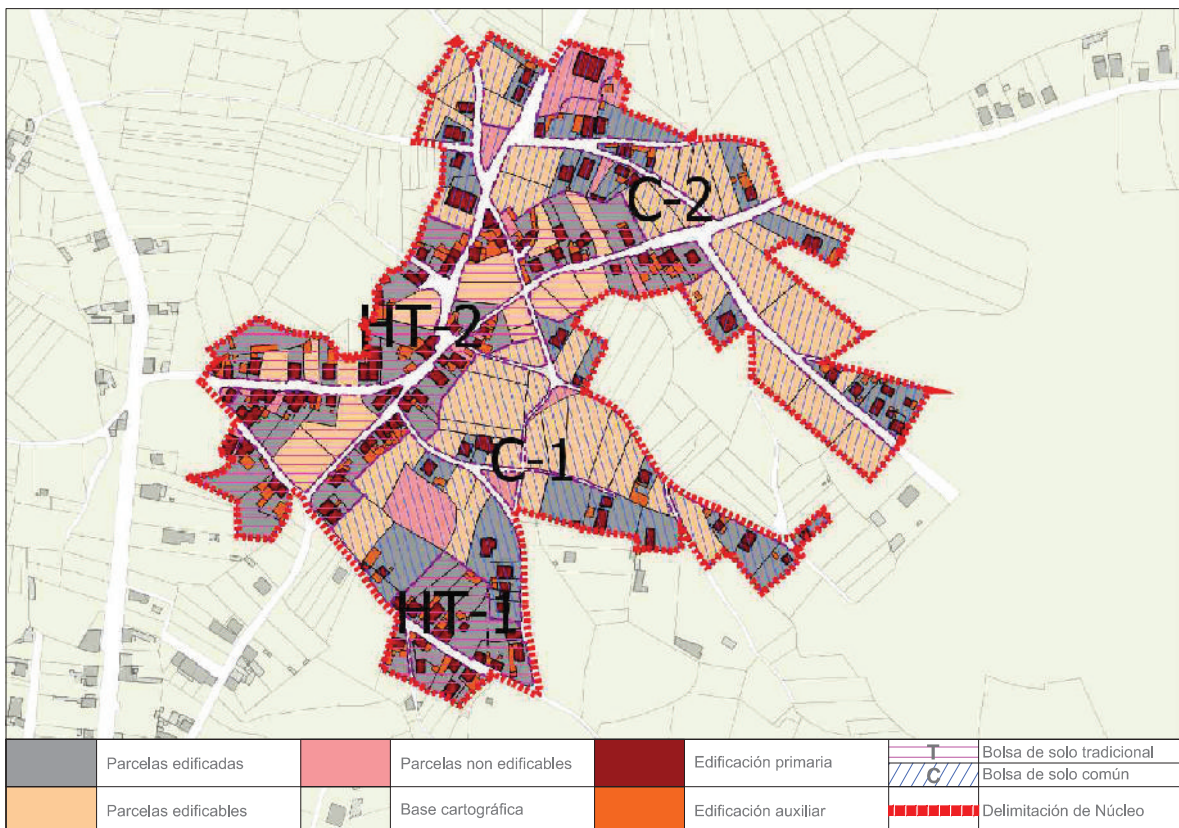 C-2
HT-2
C-1
HT-1
Parcelas edificadas
Parcelas non edificables
Edificación primaria
T
Bolsa de solo tradicional
C
Bolsa de solo común
Parcelas edificables
Base cartográfica
Edificación auxiliar
Delimitación de Núcleo